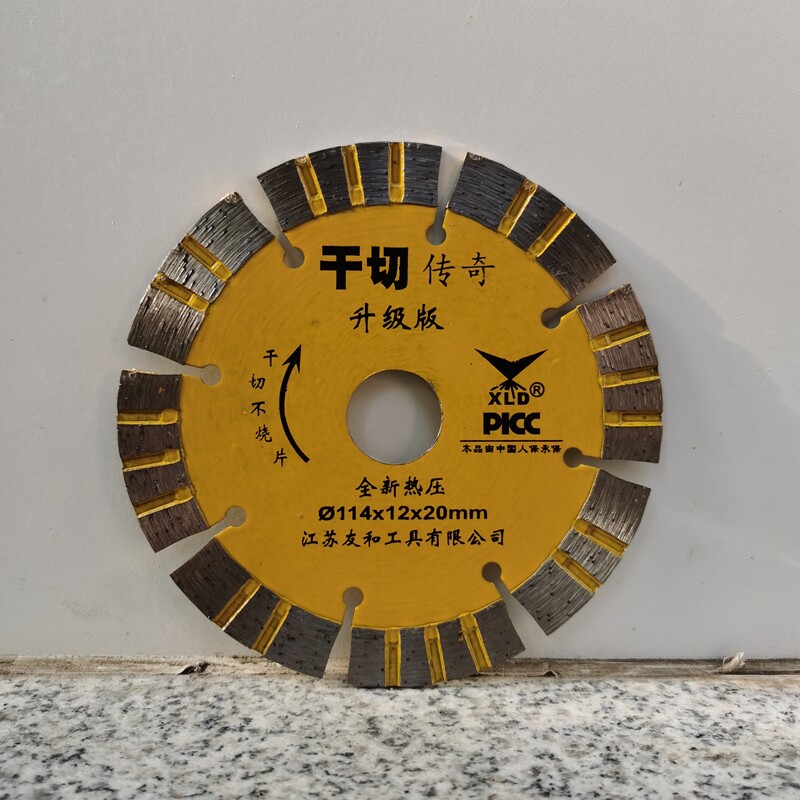 干切 传奇
升级版
干切不烧片
XLD®
PICC
本品由中国人保承保
全新热压
Ø114x12x20mm
江苏友和工具有限公司